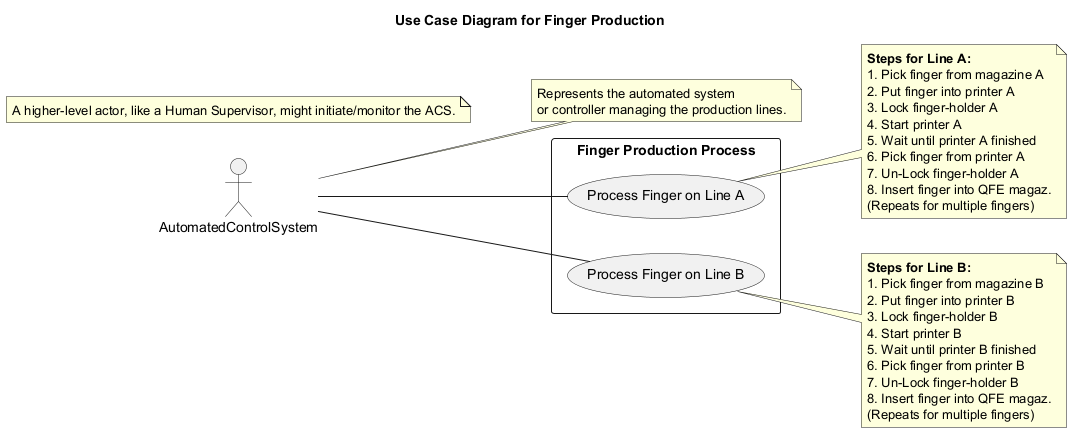 Use Case Diagram for Finger Production
A higher-level actor, like a Human Supervisor, might initiate/monitor the ACS.
Represents the automated system
or controller managing the production lines.
AutomatedControlSystem
Finger Production Process
Process Finger on Line A
Process Finger on Line B
Steps for Line A:
1. Pick finger from magazine A
2. Put finger into printer A
3. Lock finger-holder A
4. Start printer A
5. Wait until printer A finished
6. Pick finger from printer A
7. Un-Lock finger-holder A
8. Insert finger into QFE magaz.
(Repeats for multiple fingers)
Steps for Line B:
1. Pick finger from magazine B
2. Put finger into printer B
3. Lock finger-holder B
4. Start printer B
5. Wait until printer B finished
6. Pick finger from printer B
7. Un-Lock finger-holder B
8. Insert finger into QFE magaz.
(Repeats for multiple fingers)